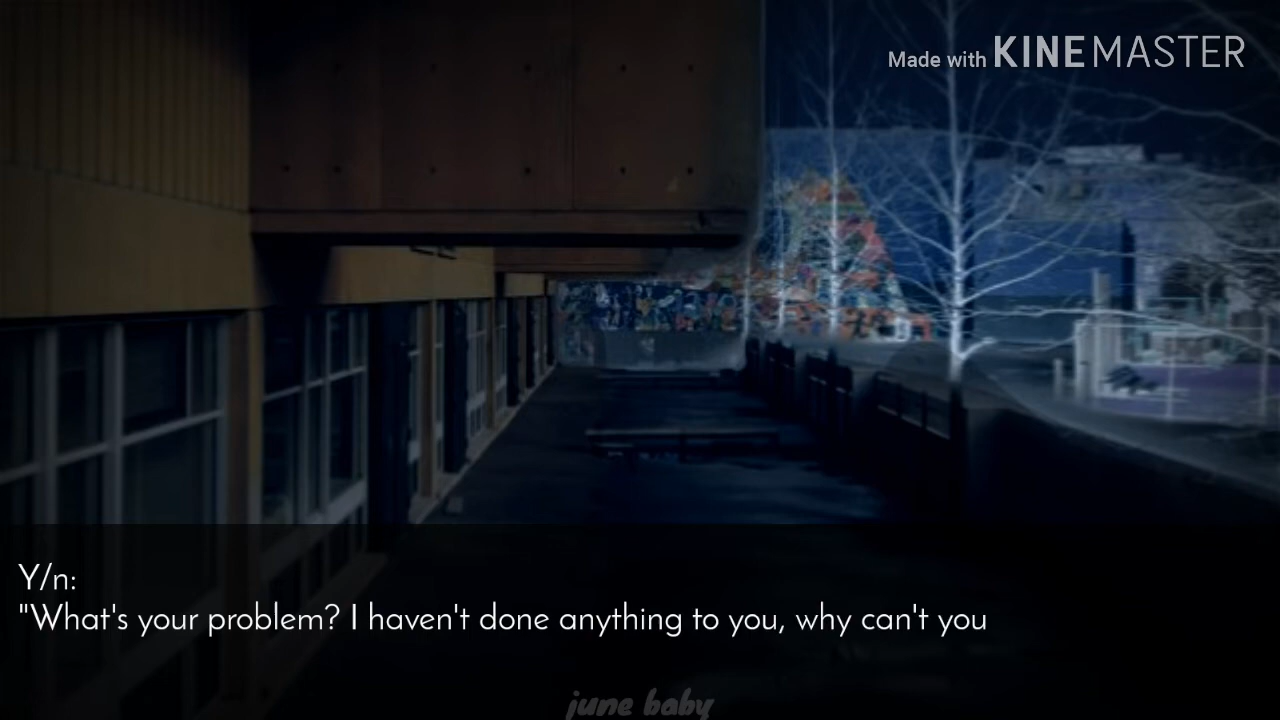 Made with KINEMASTER
Y/n:
"What's your problem? I haven't done anything to you, why can't you
june baby